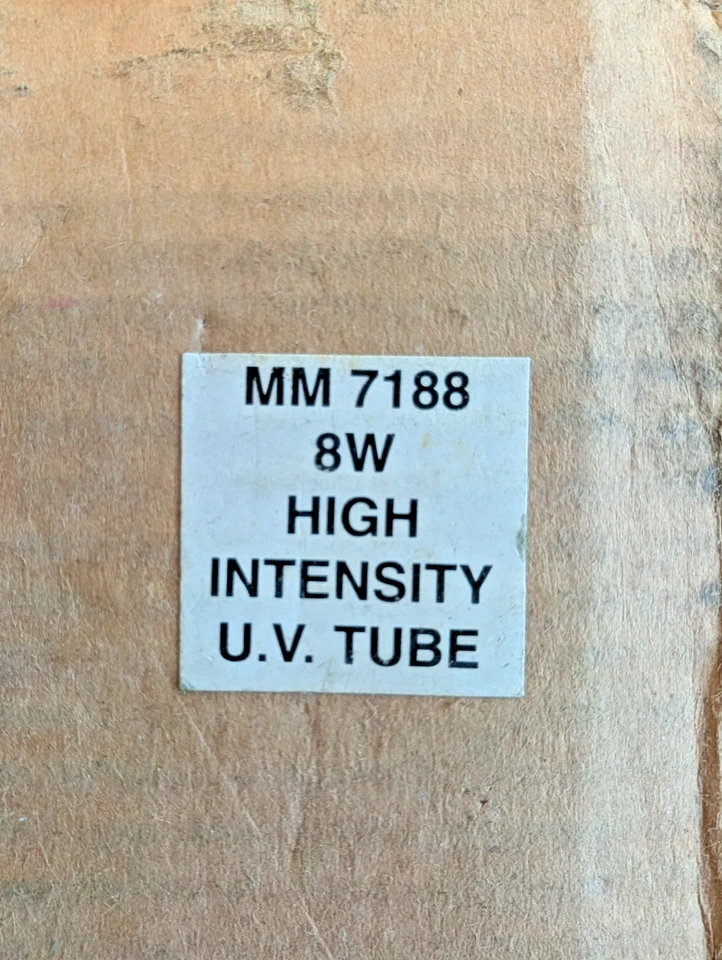 MM 7188
8W
HIGH
INTENSITY
U.V. TUBE